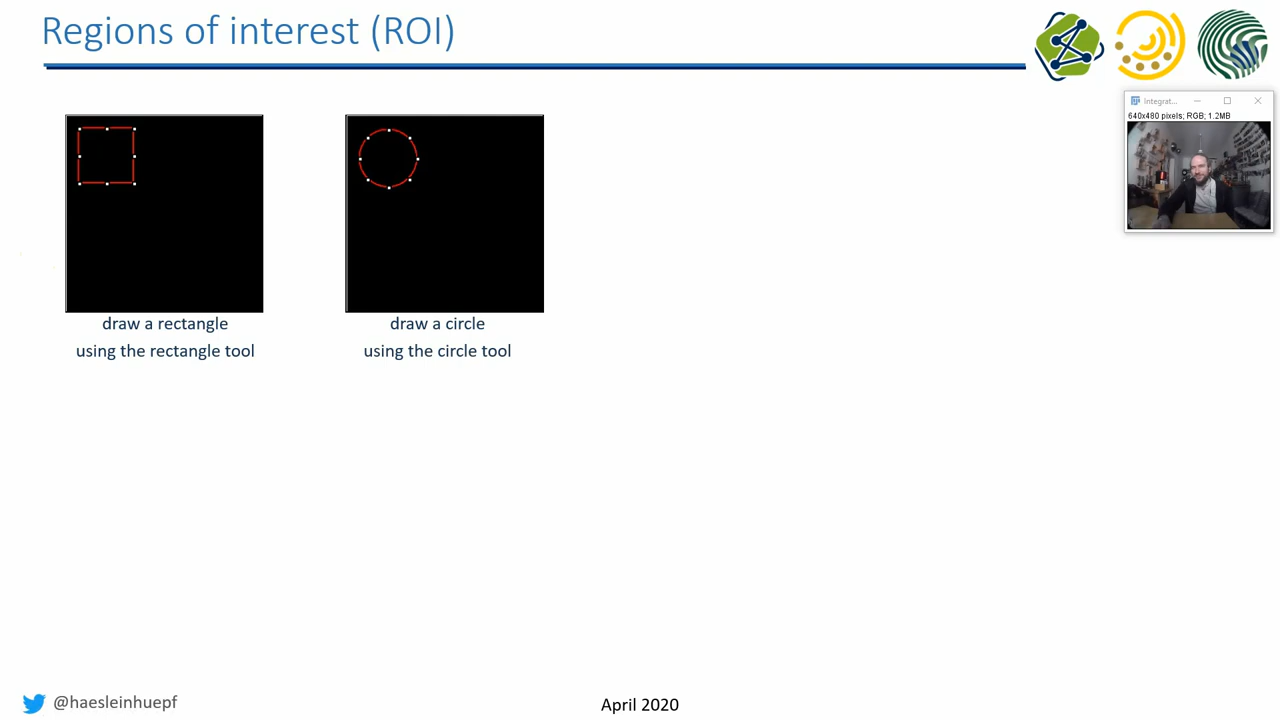 Regions of interest (ROI)
Integrat...
640x480 pixels; RGB; 1.2MB
draw a rectangle
using the rectangle tool
draw a circle
using the circle tool
@haesleinhuepf
April 2020